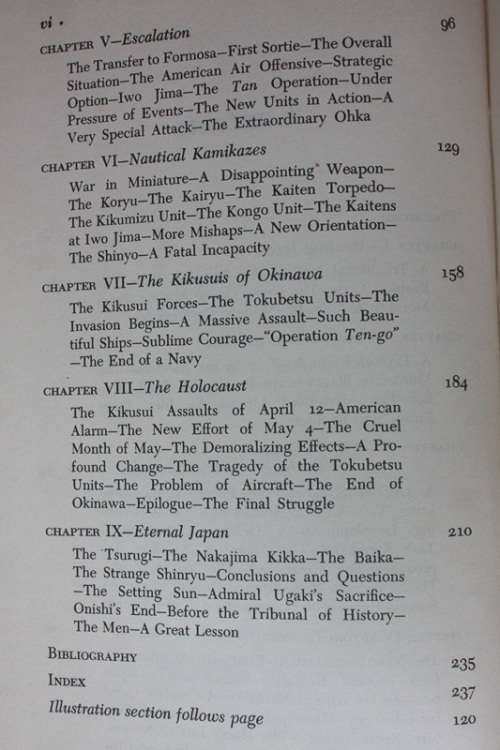 vi •
CHAPTER V—Escalation 96
The Transfer to Formosa—First Sortie—The Overall
Situation—The American Air Offensive—Strategic
Option—Iwo Jima—The Tan Operation—Under
Pressure of Events—The New Units in Action—A
Very Special Attack—The Extraordinary Ohka
CHAPTER VI—Nautical Kamikazes 129
War in Miniature—A Disappointing Weapon—
The Koryu—The Kairyu—The Kaiten Torpedo—
The Kikumizu Unit—The Kongo Unit—The Kaitens
at Iwo Jima—More Mishaps—A New Orientation—
The Shinyo—A Fatal Incapacity
CHAPTER VII—The Kikusuis of Okinawa 158
The Kikusui Forces—The Tokubetsu Units—The
Invasion Begins—A Massive Assault—Such Beau-
tiful Ships—Sublime Courage—"Operation Ten-go"
—The End of a Navy
CHAPTER VIII—The Holocaust 184
The Kikusui Assaults of April 12—American
Alarm—The New Effort of May 4—The Cruel
Month of May—The Demoralizing Effects—A Pro-
found Change—The Tragedy of the Tokubetsu
Units—The Problem of Aircraft—The End of
Okinawa—Epilogue—The Final Struggle
CHAPTER IX—Eternal Japan 210
The Tsurugi—The Nakajima Kikka—The Baika—
The Strange Shinryu—Conclusions and Questions
—The Setting Sun—Admiral Ugaki's Sacrifice—
Onishi's End—Before the Tribunal of History—
The Men—A Great Lesson
BIBLIOGRAPHY 235
INDEX 237
Illustration section follows page 120